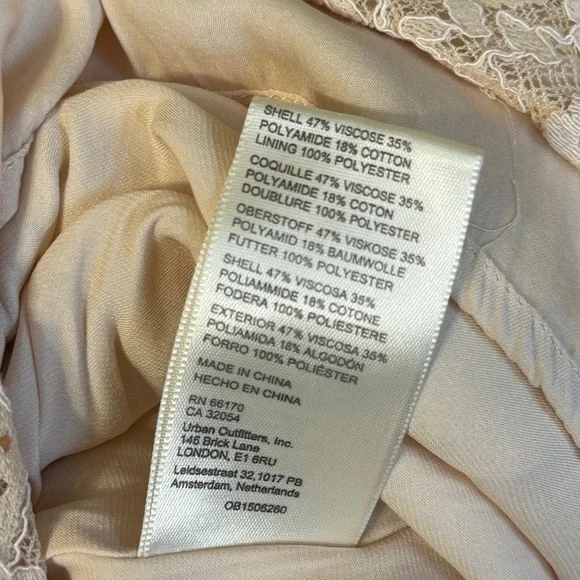 SHELL 47% VISCOSE 35%
POLYAMIDE 18% COTTON
LINING 100% POLYESTER
COQUILLE 47% VISCOSE 35%
POLYAMIDE 18% COTON
DOUBLURE 100% POLYESTER
OBERSTOFF 47% VISKOSE 35%
POLYAMID 18% BAUMWOLLE
FUTTER 100% POLYESTER
SHELL 47% VISCOSA 35%
POLIAMMIDE 18% COTONE
FODERA 100% POLIESTERE
EXTERIOR 47% VISCOSA 35%
POLIAMIDA 18% ALGODÓN
FORRO 100% POLIÉSTER
MADE IN CHINA
HECHO EN CHINA
RN 66170
CA 32054
Urban Outfitters, Inc.
146 Brick Lane
LONDON, E1 6RU
Leidsestraat 32,1017 PB
Amsterdam, Netherlands
OB1506260